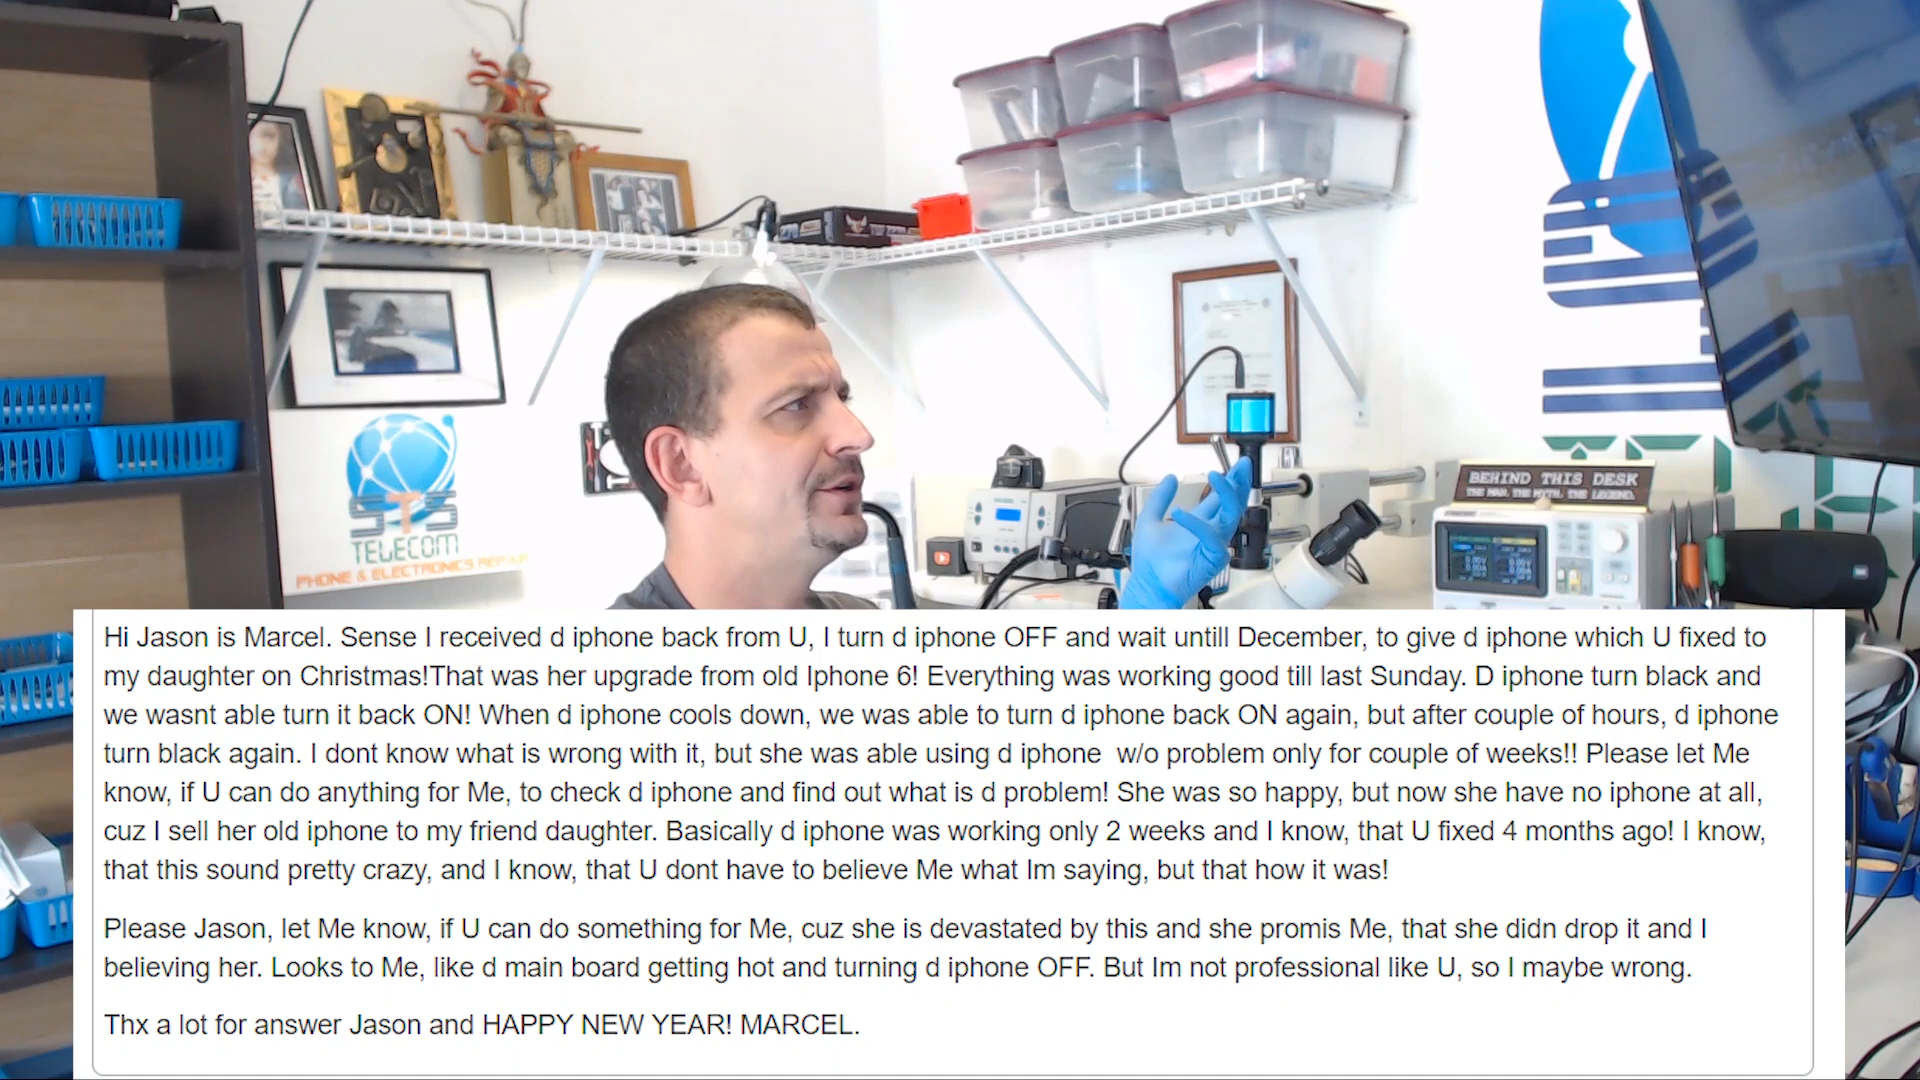 STS
TELECOM
PHONE & ELECTRONICS REPAIR
BEHIND THIS DESK
THE MAN. THE MYTH. THE LEGEND.
Hi Jason is Marcel. Sense I received d iphone back from U, I turn d iphone OFF and wait untill December, to give d iphone which U fixed to
my daughter on Christmas!That was her upgrade from old Iphone 6! Everything was working good till last Sunday. D iphone turn black and
we wasnt able turn it back ON! When d iphone cools down, we was able to turn d iphone back ON again, but after couple of hours, d iphone
turn black again. I dont know what is wrong with it, but she was able using d iphone  w/o problem only for couple of weeks!! Please let Me
know, if U can do anything for Me, to check d iphone and find out what is d problem! She was so happy, but now she have no iphone at all,
cuz I sell her old iphone to my friend daughter. Basically d iphone was working only 2 weeks and I know, that U fixed 4 months ago! I know,
that this sound pretty crazy, and I know, that U dont have to believe Me what Im saying, but that how it was!
Please Jason, let Me know, if U can do something for Me, cuz she is devastated by this and she promis Me, that she didn drop it and I
believing her. Looks to Me, like d main board getting hot and turning d iphone OFF. But Im not professional like U, so I maybe wrong.
Thx a lot for answer Jason and HAPPY NEW YEAR! MARCEL.